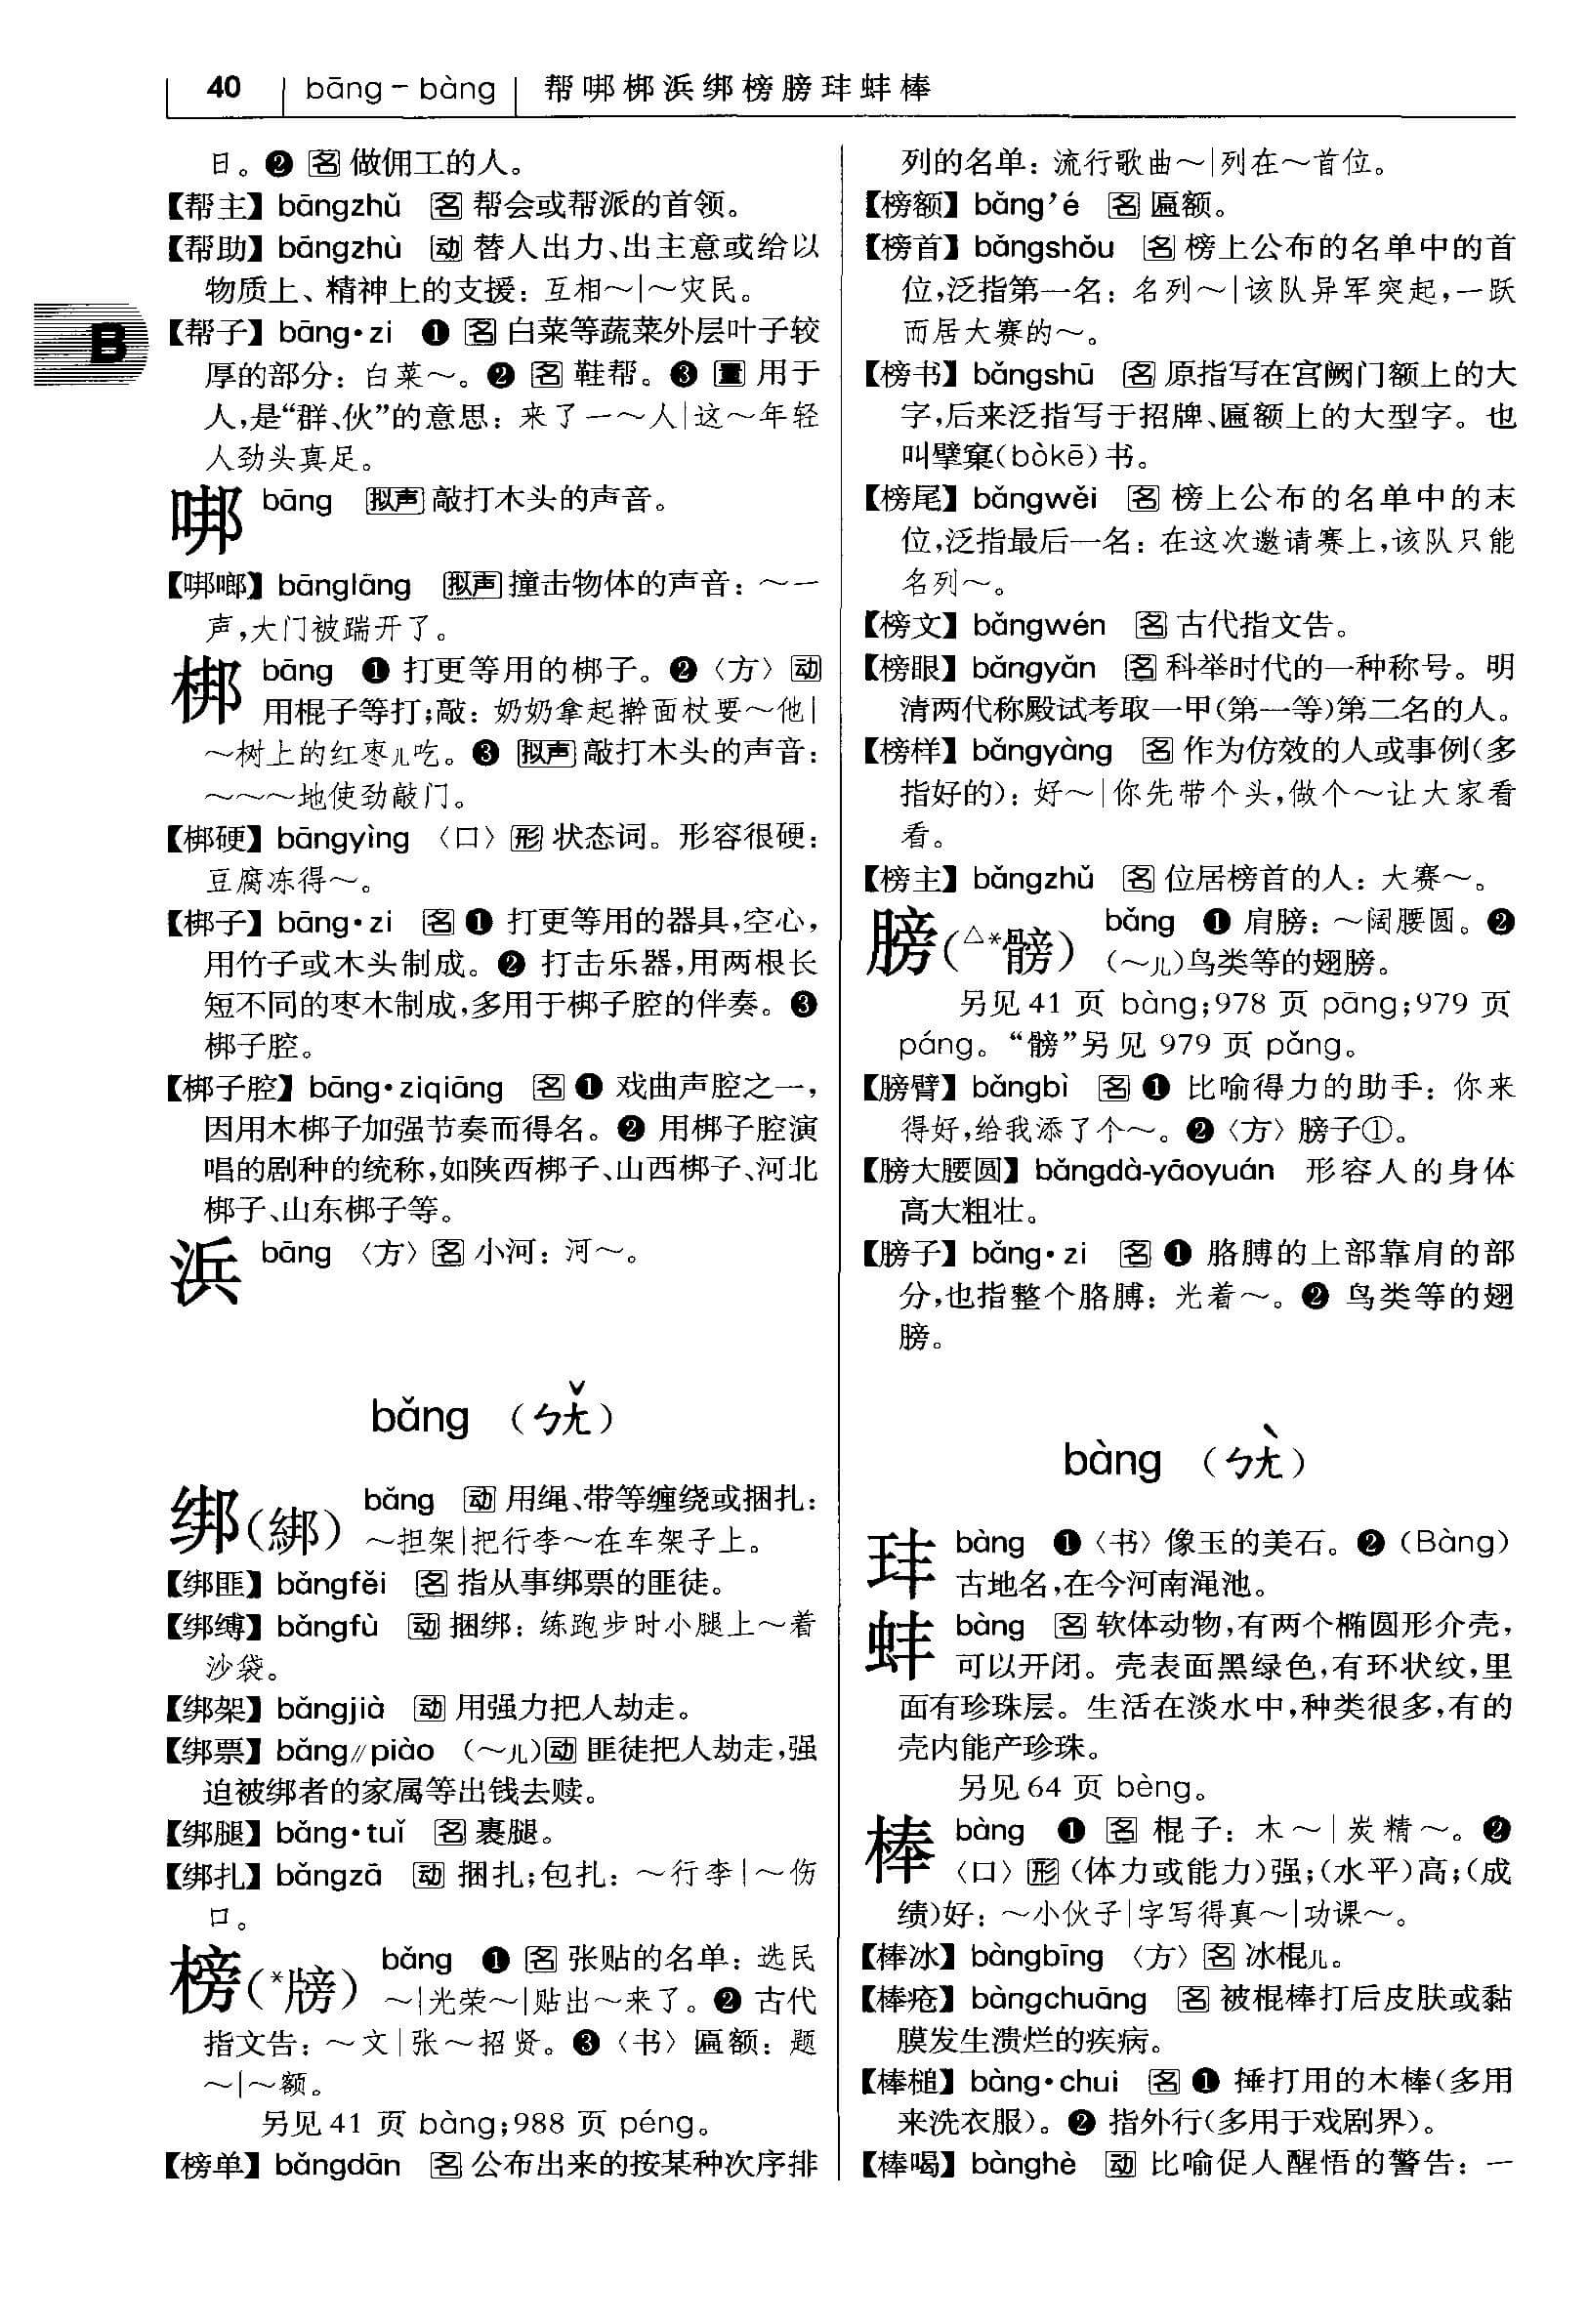 40 bāng－bàng 帮啷梆浜绑榜膀玤蚌棒
日。❷ 名 做佣工的人。
【帮主】 bāngzhǔ 名 帮会或帮派的首领。
【帮助】 bāngzhù 动 替人出力、出主意或给以
物质上、精神上的支援：互相～|～灾民。
B
【帮子】 bāng·zi ❶ 名 白菜等蔬菜外层叶子较
厚的部分：白菜～。❷ 名 鞋帮。❸ 量 用于
人,是“群、伙”的意思：来了一～人|这～年轻
人劲头真足。
哪 bāng 拟声 敲打木头的声音。
【哪啷】 bānglāng 拟声 撞击物体的声音：～一
声,大门被踹开了。
梆 bāng ❶ 打更等用的梆子。❷〈方〉动
用棍子等打;敲：奶奶拿起擀面杖要～他|
～树上的红枣儿吃。❸ 拟声 敲打木头的声音：
～～～地使劲敲门。
【梆硬】 bāngyìng 〈口〉形 状态词。形容很硬：
豆腐冻得～。
【梆子】 bāng·zi 名 ❶ 打更等用的器具,空心,
用竹子或木头制成。❷ 打击乐器,用两根长
短不同的枣木制成,多用于梆子腔的伴奏。❸
梆子腔。
【梆子腔】 bāng·ziqiāng 名 ❶ 戏曲声腔之一,
因用木梆子加强节奏而得名。❷ 用梆子腔演
唱的剧种的统称,如陕西梆子、山西梆子、河北
梆子、山东梆子等。
浜 bāng 〈方〉名 小河：河～。
bǎng （ㄅㄤˇ）
绑(綁) bǎng 动 用绳、带等缠绕或捆扎：
～担架|把行李～在车架子上。
【绑匪】 bǎngfěi 名 指从事绑票的匪徒。
【绑缚】 bǎngfù 动 捆绑：练跑步时小腿上～着
沙袋。
【绑架】 bǎngjià 动 用强力把人劫走。
【绑票】 bǎng//piào （～儿)动 匪徒把人劫走,强
迫被绑者的家属等出钱去赎。
【绑腿】 bǎng·tuǐ 名 裹腿。
【绑扎】 bǎngzā 动 捆扎;包扎：～行李|～伤
口。
榜(*牓) bǎng ❶ 名 张贴的名单：选民
～|光荣～|贴出～来了。❷ 古代
指文告：～文|张～招贤。❸〈书〉匾额：题
～|～额。
另见 41 页 bàng;988 页 péng。
【榜单】 bǎngdān 名 公布出来的按某种次序排
列的名单：流行歌曲～|列在～首位。
【榜额】 bǎng’é 名 匾额。
【榜首】 bǎngshǒu 名 榜上公布的名单中的首
位,泛指第一名：名列～|该队异军突起,一跃
而居大赛的～。
【榜书】 bǎngshū 名 原指写在宫阙门额上的大
字,后来泛指写于招牌、匾额上的大型字。也
叫擘窠(bòkē)书。
【榜尾】 bǎngwěi 名 榜上公布的名单中的末
位,泛指最后一名：在这次邀请赛上,该队只能
名列～。
【榜文】 bǎngwén 名 古代指文告。
【榜眼】 bǎngyǎn 名 科举时代的一种称号。明
清两代称殿试考取一甲(第一等)第二名的人。
【榜样】 bǎngyàng 名 作为仿效的人或事例(多
指好的)：好～|你先带个头,做个～让大家看
看。
【榜主】 bǎngzhǔ 名 位居榜首的人：大赛～。
膀(△*髈) bǎng ❶ 肩膀：～阔腰圆。❷
(～儿)鸟类等的翅膀。
另见 41 页 bàng;978 页 pāng;979 页
páng。“髈”另见 979 页 pǎng。
【膀臂】 bǎngbì 名 ❶ 比喻得力的助手：你来
得好,给我添了个～。❷〈方〉膀子①。
【膀大腰圆】 bǎngdà-yāoyuán 形容人的身体
高大粗壮。
【膀子】 bǎng·zi 名 ❶ 胳膊的上部靠肩的部
分,也指整个胳膊：光着～。❷ 鸟类等的翅
膀。
bàng （ㄅㄤˋ）
玤 bàng ❶〈书〉像玉的美石。❷ (Bàng)
古地名,在今河南渑池。
蚌 bàng 名 软体动物,有两个椭圆形介壳,
可以开闭。壳表面黑绿色,有环状纹,里
面有珍珠层。生活在淡水中,种类很多,有的
壳内能产珍珠。
另见 64 页 bèng。
棒 bàng ❶ 名 棍子：木～|炭精～。❷
〈口〉形 (体力或能力)强;(水平)高;(成
绩)好：～小伙子|字写得真～|功课～。
【棒冰】 bàngbīng 〈方〉名 冰棍儿。
【棒疮】 bàngchuāng 名 被棍棒打后皮肤或黏
膜发生溃烂的疾病。
【棒槌】 bàng·chui 名 ❶ 捶打用的木棒(多用
来洗衣服)。❷ 指外行(多用于戏剧界)。
【棒喝】 bànghè 动 比喻促人醒悟的警告：一